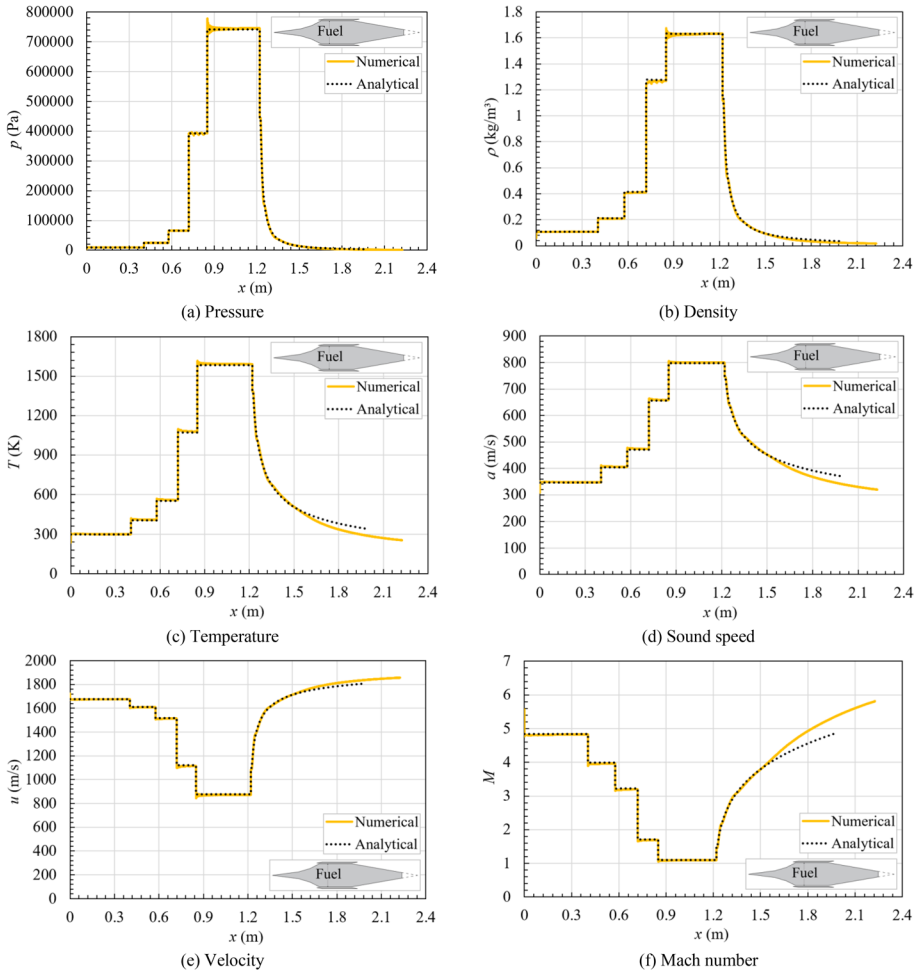 800000
700000
600000
500000
400000
300000
200000
100000
0
p (Pa)
Fuel
Numerical
Analytical
0 0.3 0.6 0.9 1.2 1.5 1.8 2.1 2.4
x (m)
(a) Pressure
1.8
1.6
1.4
1.2
1.0
0.8
0.6
0.4
0.2
0
ρ (kg/m³)
Fuel
Numerical
Analytical
0 0.3 0.6 0.9 1.2 1.5 1.8 2.1 2.4
x (m)
(b) Density
1800
1500
1200
900
600
300
0
T (K)
Fuel
Numerical
Analytical
0 0.3 0.6 0.9 1.2 1.5 1.8 2.1 2.4
x (m)
(c) Temperature
900
800
700
600
500
400
300
200
100
0
a (m/s)
Fuel
Numerical
Analytical
0 0.3 0.6 0.9 1.2 1.5 1.8 2.1 2.4
x (m)
(d) Sound speed
2000
1800
1600
1400
1200
1000
800
600
400
200
0
u (m/s)
Numerical
Analytical
Fuel
0 0.3 0.6 0.9 1.2 1.5 1.8 2.1 2.4
x (m)
(e) Velocity
7
6
5
4
3
2
1
0
M
Numerical
Analytical
Fuel
0 0.3 0.6 0.9 1.2 1.5 1.8 2.1 2.4
x (m)
(f) Mach number